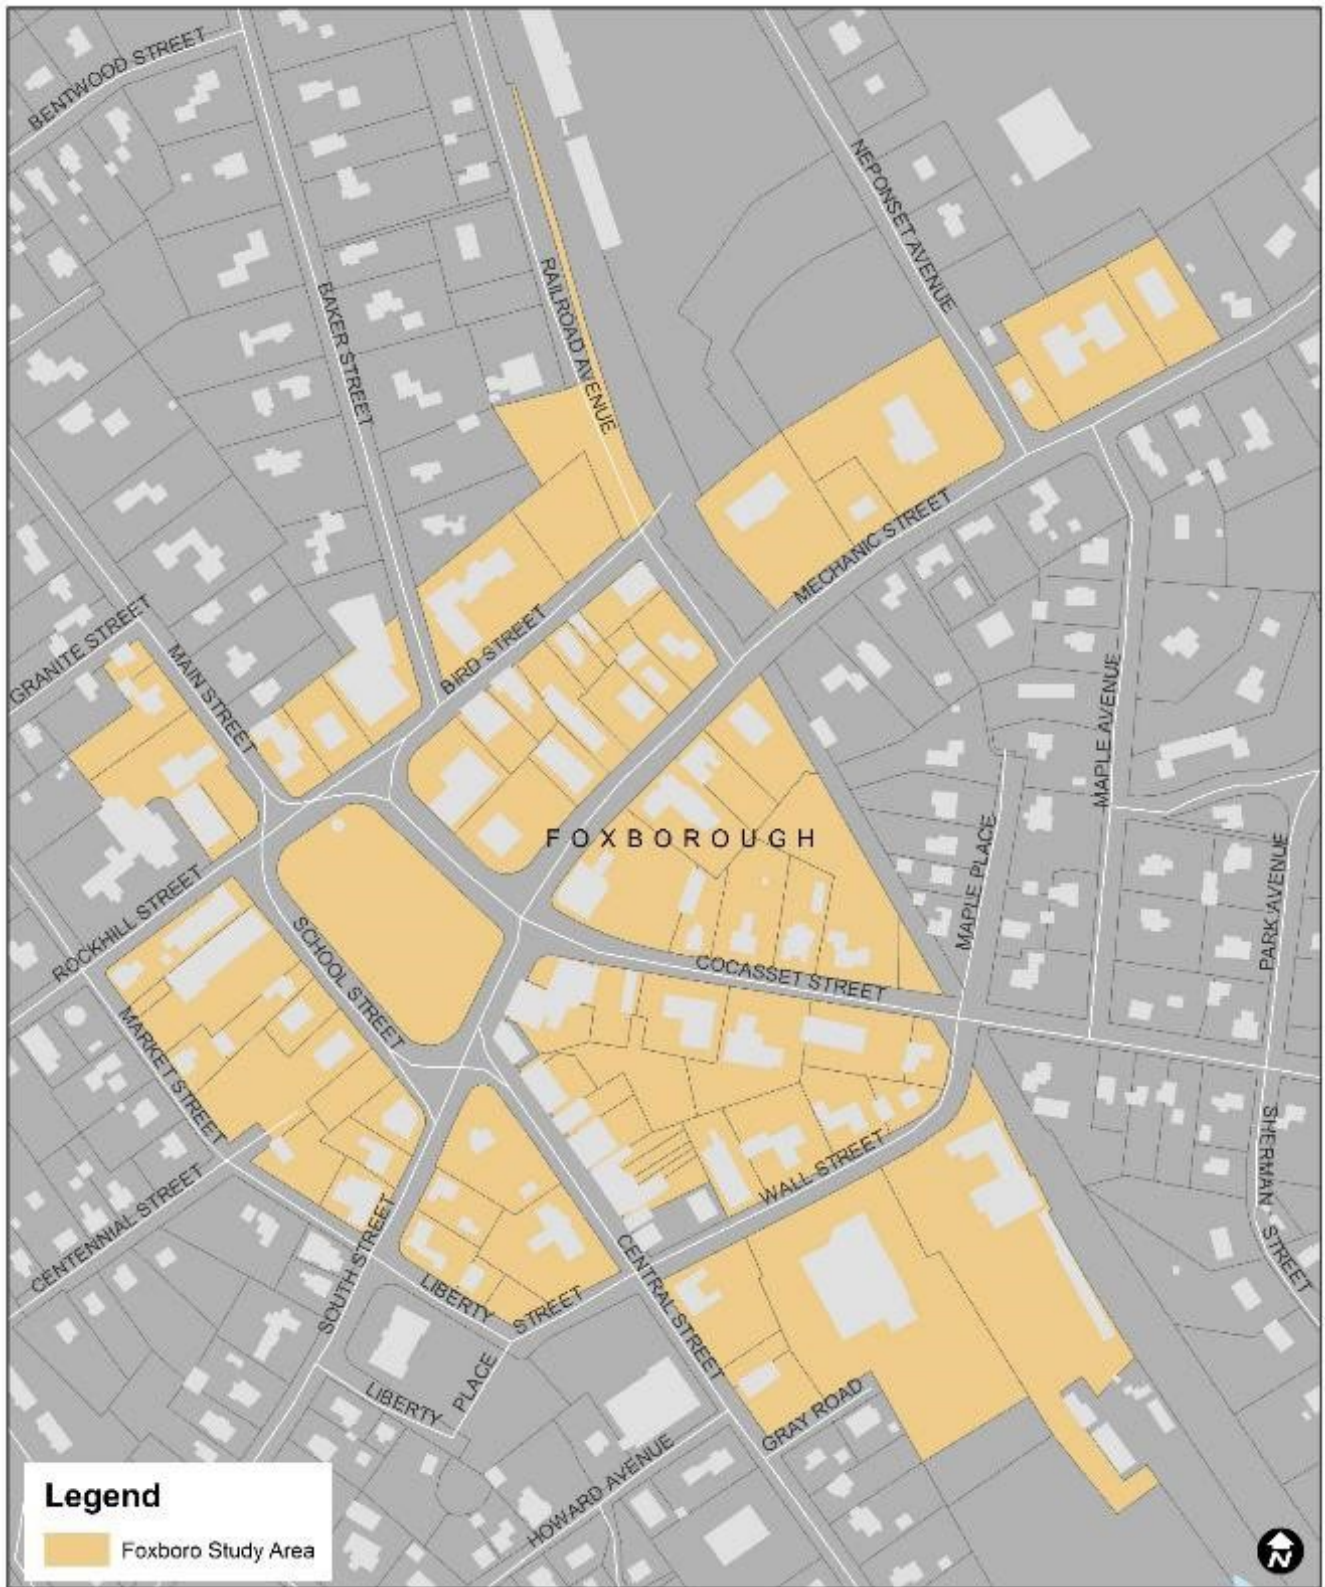 BENTWOOD STREET
NEPONSET AVENUE
RAILROAD AVENUE
BAKER STREET
MECHANIC STREET
GRANITE STREET
MAIN STREET
BIRD STREET
MAPLE AVENUE
FOXBOROUGH
MAPLE PLACE
PARK AVENUE
ROCKHILL STREET
SCHOOL STREET
COCASSET STREET
MARKET STREET
WALL STREET
SHERMAN STREET
CENTENNIAL STREET
SOUTH STREET
CENTRAL STREET
LIBERTY STREET
LIBERTY PLACE
GRAY ROAD
HOWARD AVENUE
Legend
Foxboro Study Area
N